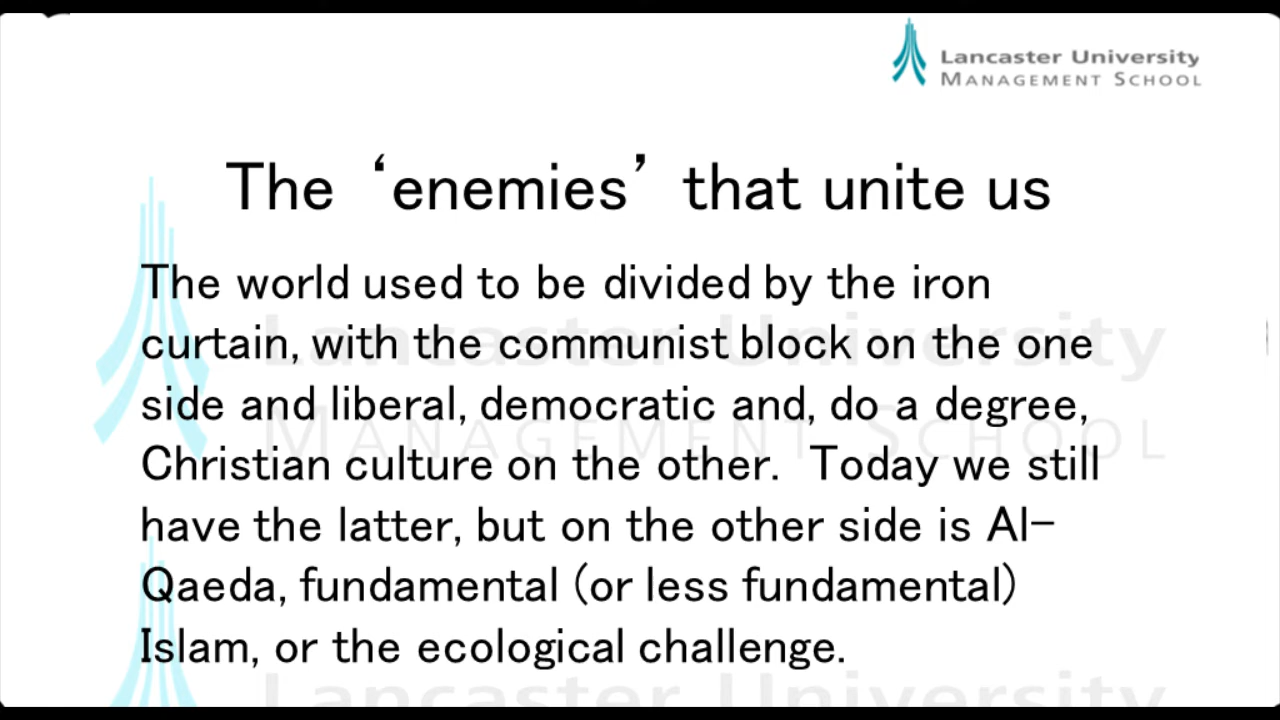 Lancaster University
MANAGEMENT SCHOOL
The ‘enemies’ that unite us
The world used to be divided by the iron
curtain, with the communist block on the one
side and liberal, democratic and, do a degree,
Christian culture on the other. Today we still
have the latter, but on the other side is Al-
Qaeda, fundamental (or less fundamental)
Islam, or the ecological challenge.
Lancaster University
MANAGEMENT SCHOOL
Lancaster University